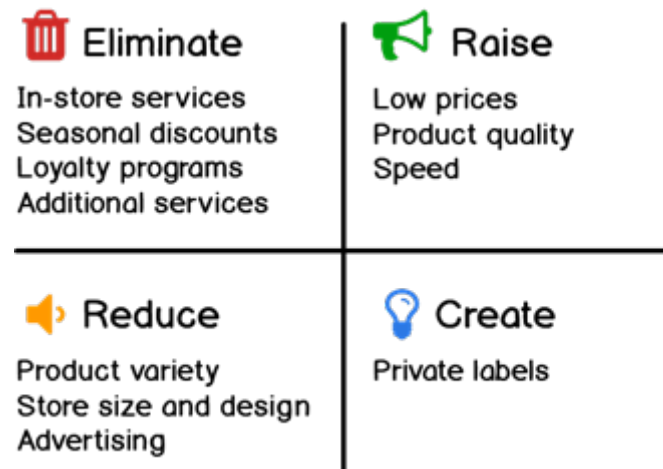 Eliminate
In-store services
Seasonal discounts
Loyalty programs
Additional services
Raise
Low prices
Product quality
Speed
Reduce
Product variety
Store size and design
Advertising
Create
Private labels